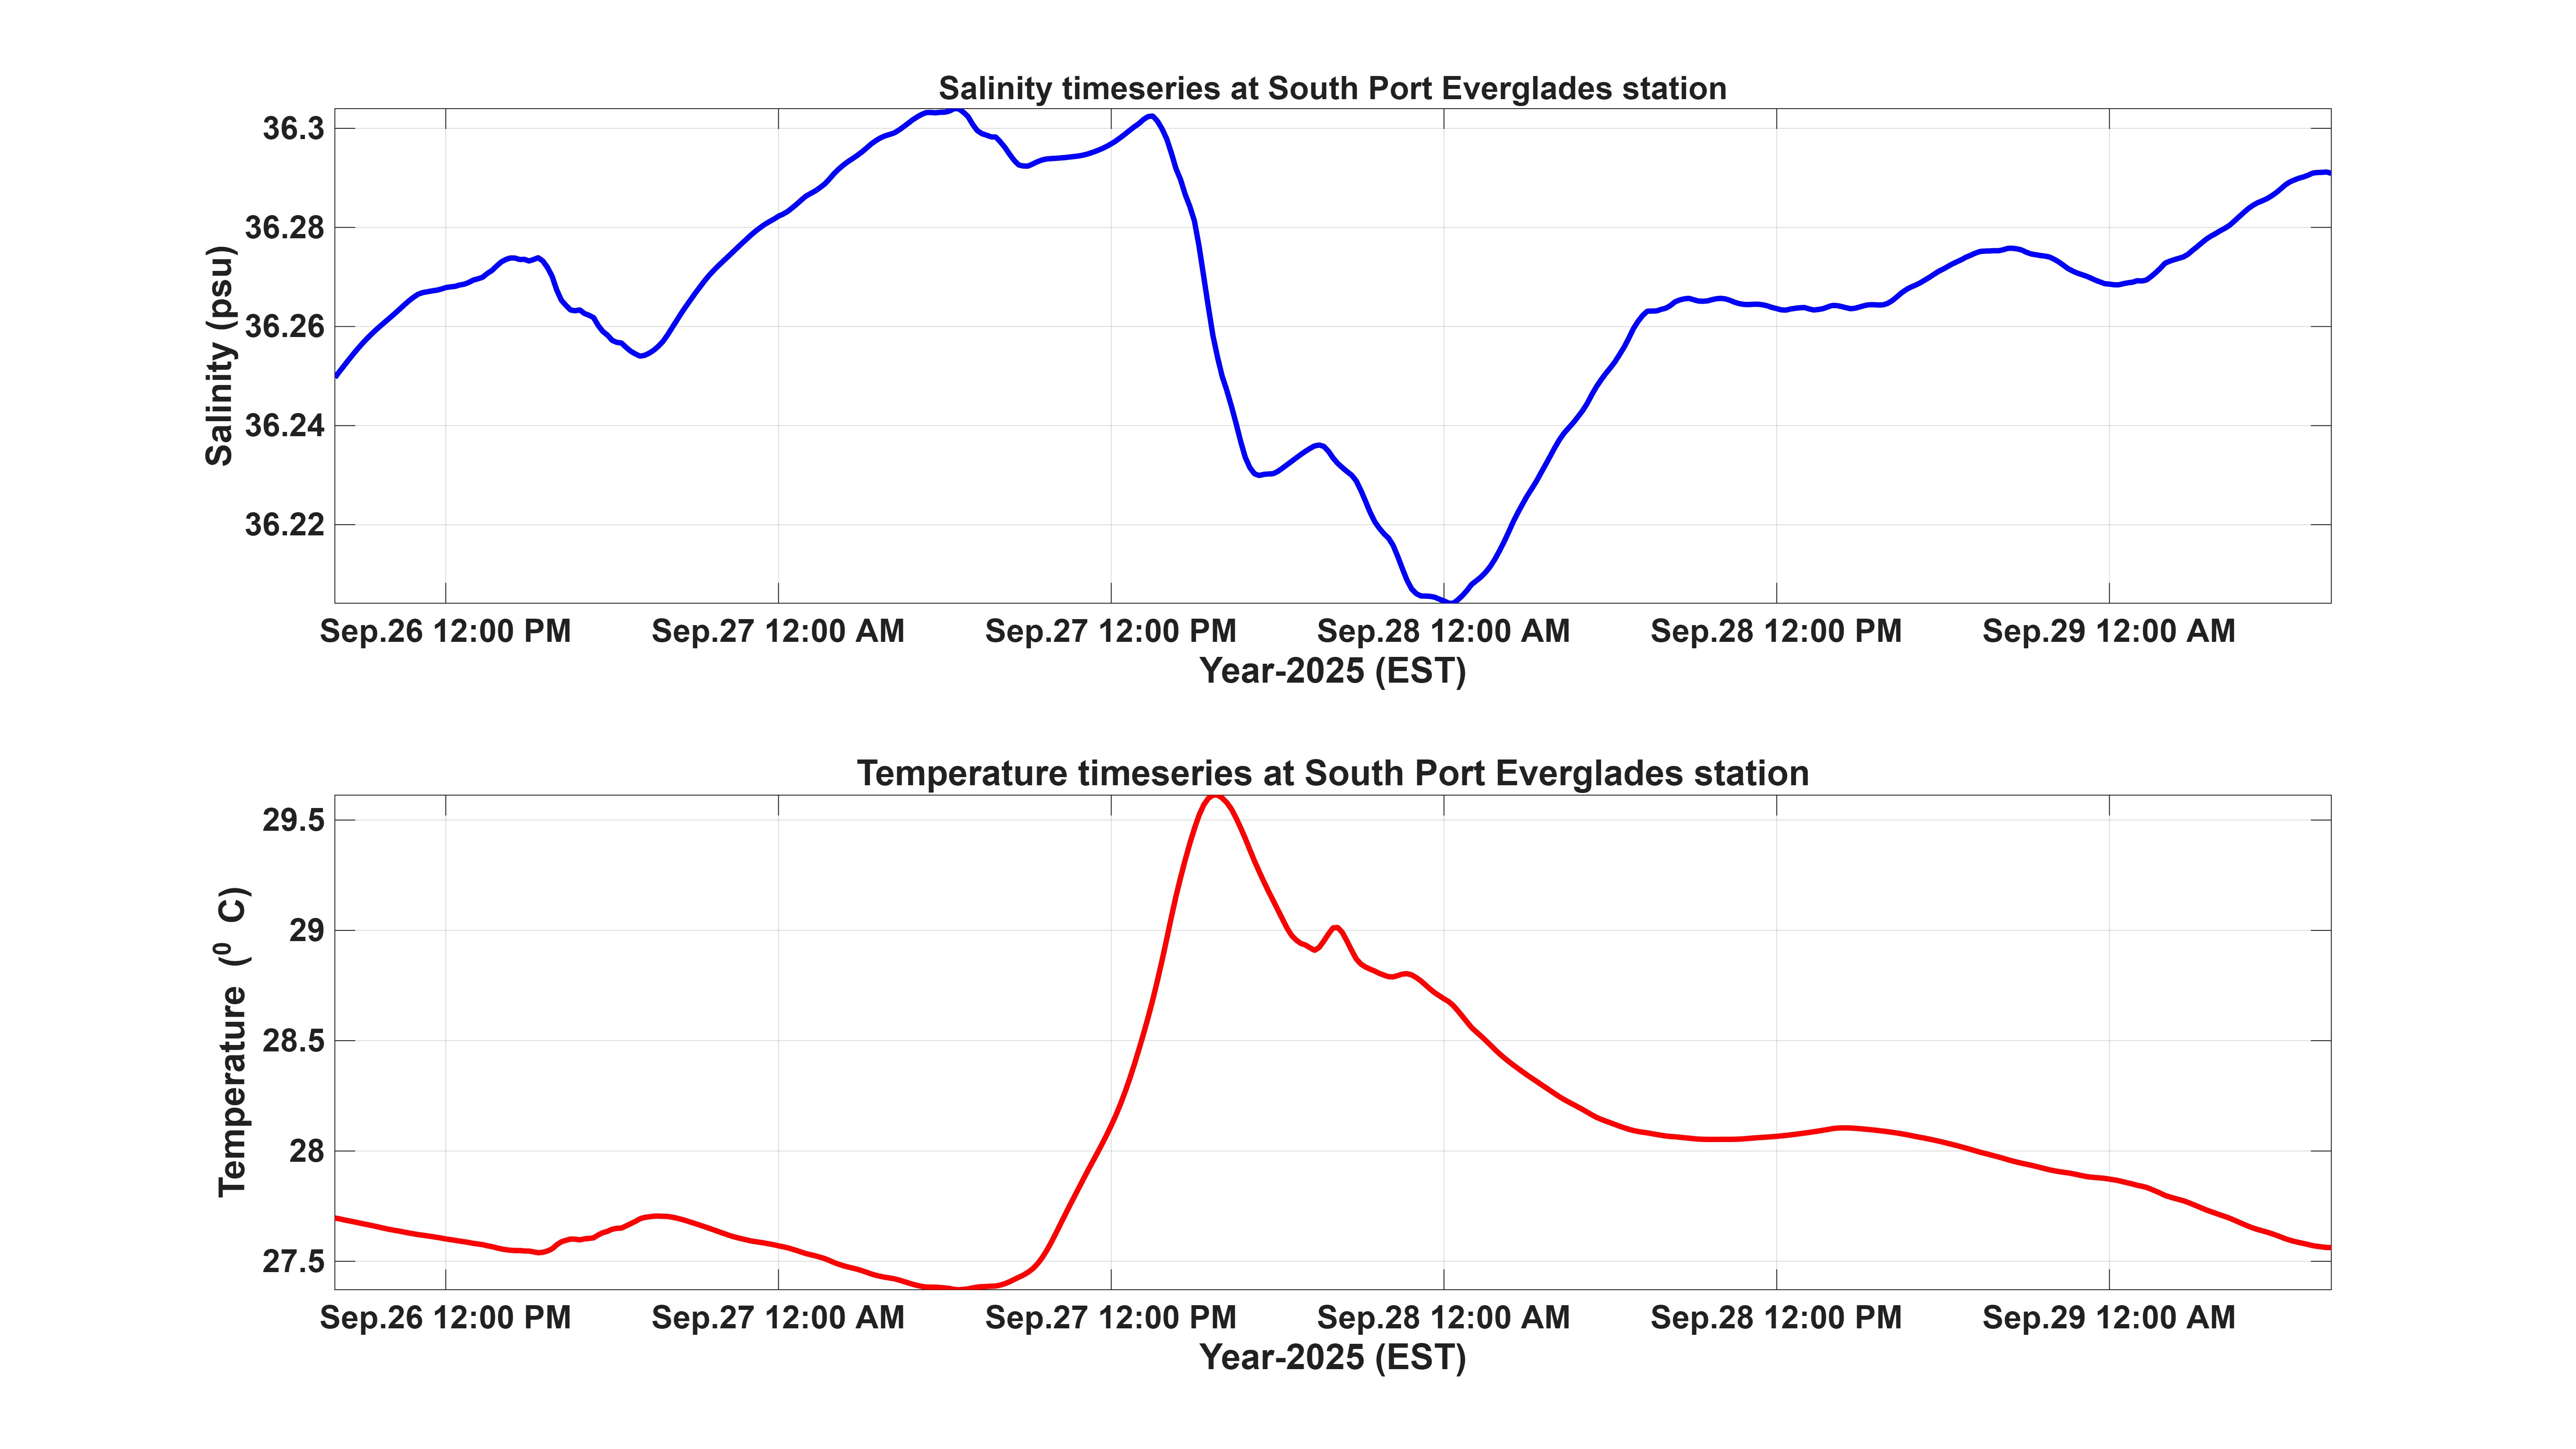 Salinity timeseries at South Port Everglades station
36.3
36.28
36.26
36.24
36.22
Salinity (psu)
Sep.26 12:00 PM Sep.27 12:00 AM Sep.27 12:00 PM Sep.28 12:00 AM Sep.28 12:00 PM Sep.29 12:00 AM
Year-2025 (EST)
Temperature timeseries at South Port Everglades station
29.5
29
28.5
28
27.5
Temperature (⁰ C)
Sep.26 12:00 PM Sep.27 12:00 AM Sep.27 12:00 PM Sep.28 12:00 AM Sep.28 12:00 PM Sep.29 12:00 AM
Year-2025 (EST)